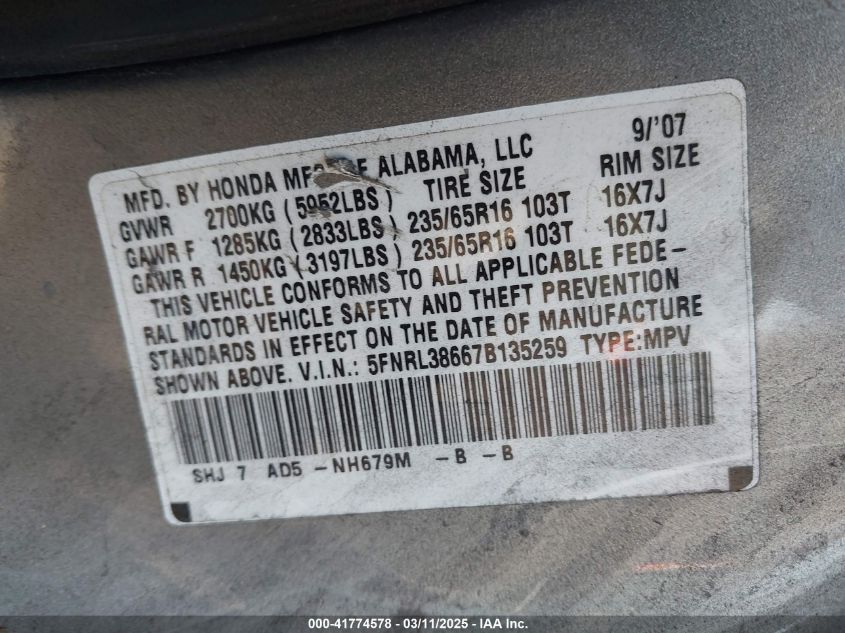 9/'07
MFD. BY HONDA MFG OF ALABAMA, LLC
GVWR 2700KG (5952LBS) TIRE SIZE RIM SIZE
GAWR F 1285KG (2833LBS) 235/65R16 103T 16X7J
GAWR R 1450KG (3197LBS) 235/65R16 103T 16X7J
THIS VEHICLE CONFORMS TO ALL APPLICABLE FEDE-
RAL MOTOR VEHICLE SAFETY AND THEFT PREVENTION
STANDARDS IN EFFECT ON THE DATE OF MANUFACTURE
SHOWN ABOVE. V.I.N.: 5FNRL38667B135259 TYPE:MPV
SHJ 7 AD5 -NH679M -B -B
000-41774578 - 03/11/2025 - IAA Inc.